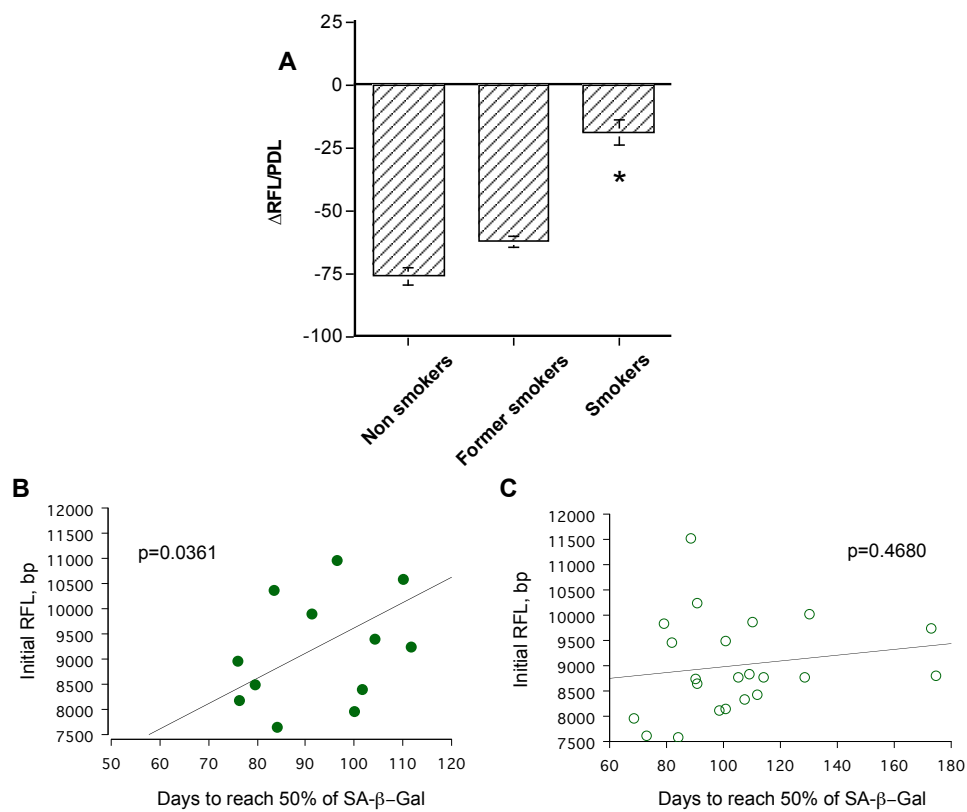 A
ΔRFL/PDL
25
0
-25
-50
-75
-100
*
Non smokers
Former smokers
Smokers
B
Initial RFL, bp
12000
11500
11000
10500
10000
9500
9000
8500
8000
7500
p=0.0361
50 60 70 80 90 100 110 120
Days to reach 50% of SA-β–Gal
C
Initial RFL, bp
12000
11500
11000
10500
10000
9500
9000
8500
8000
7500
p=0.4680
60 80 100 120 140 160 180
Days to reach 50% of SA-β–Gal